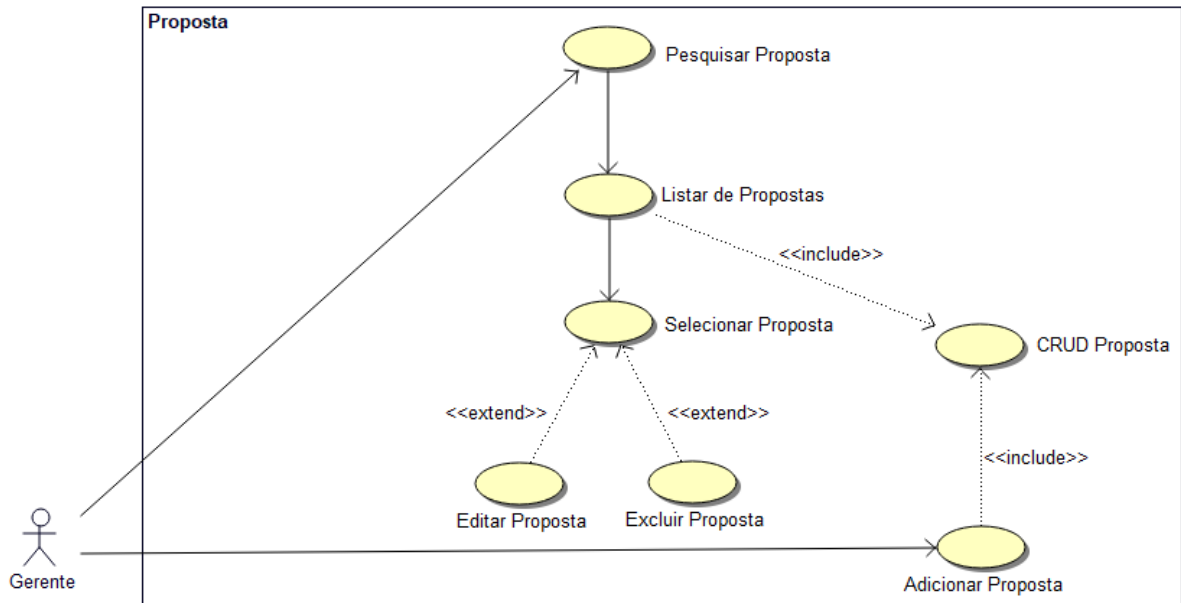 Proposta
Pesquisar Proposta
Listar de Propostas
<<include>>
Selecionar Proposta
CRUD Proposta
<<extend>>
<<extend>>
<<include>>
Editar Proposta
Excluir Proposta
Gerente
Adicionar Proposta